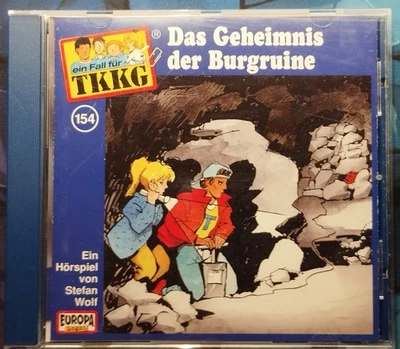 ein Fall für
TKKG
®
Das Geheimnis
der Burgruine
154
T
Ein
Hörspiel
von
Stefan
Wolf
EUROPA